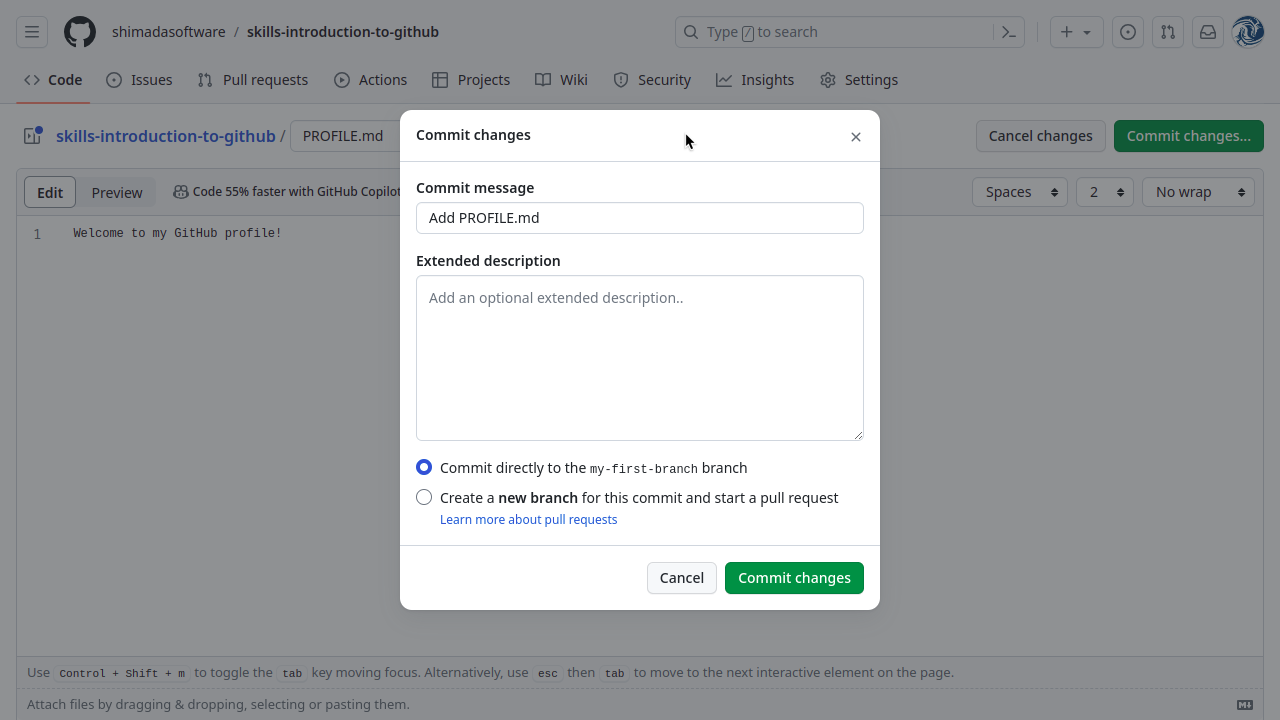 shimadasoftware / skills-introduction-to-github
Type / to search
Code Issues Pull requests Actions Projects Wiki Security Insights Settings
skills-introduction-to-github / PROFILE.md
Cancel changes Commit changes...
Edit Preview Code 55% faster with GitHub Copilot
Spaces 2 No wrap
1 Welcome to my GitHub profile!
Commit changes
Commit message
Add PROFILE.md
Extended description
Add an optional extended description..
Commit directly to the my-first-branch branch
Create a new branch for this commit and start a pull request
Learn more about pull requests
Cancel Commit changes
Use Control + Shift + m to toggle the tab key moving focus. Alternatively, use esc then tab to move to the next interactive element on the page.
Attach files by dragging & dropping, selecting or pasting them.